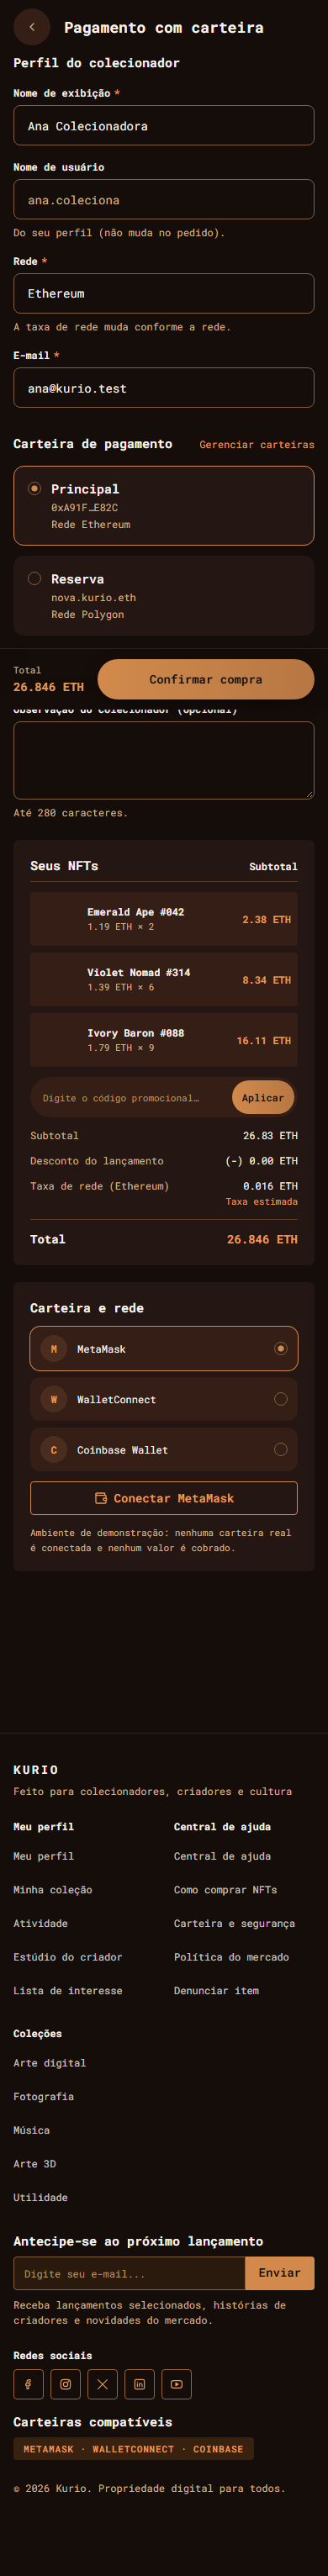 Pagamento com carteira
Perfil do colecionador
Nome de exibição *
Ana Colecionadora
Nome de usuário
ana.coleciona
Do seu perfil (não muda no pedido).
Rede *
Ethereum
A taxa de rede muda conforme a rede.
E-mail *
ana@kurio.test
Carteira de pagamento
Gerenciar carteiras
Principal
0xA91F…E82C
Rede Ethereum
Reserva
nova.kurio.eth
Rede Polygon
Total
26.846 ETH
Confirmar compra
Observação do colecionador (opcional)
Até 280 caracteres.
Seus NFTs
Subtotal
Emerald Ape #042
1.19 ETH × 2
2.38 ETH
Violet Nomad #314
1.39 ETH × 6
8.34 ETH
Ivory Baron #088
1.79 ETH × 9
16.11 ETH
Digite o código promocional…
Aplicar
Subtotal
26.83 ETH
Desconto do lançamento
(-) 0.00 ETH
Taxa de rede (Ethereum)
0.016 ETH
Taxa estimada
Total
26.846 ETH
Carteira e rede
M
MetaMask
W
WalletConnect
C
Coinbase Wallet
Conectar MetaMask
Ambiente de demonstração: nenhuma carteira real
é conectada e nenhum valor é cobrado.
KURIO
Feito para colecionadores, criadores e cultura
Meu perfil
Meu perfil
Minha coleção
Atividade
Estúdio do criador
Lista de interesse
Central de ajuda
Central de ajuda
Como comprar NFTs
Carteira e segurança
Política do mercado
Denunciar item
Coleções
Arte digital
Fotografia
Música
Arte 3D
Utilidade
Antecipe-se ao próximo lançamento
Digite seu e-mail...
Enviar
Receba lançamentos selecionados, histórias de
criadores e novidades do mercado.
Redes sociais
Carteiras compatíveis
METAMASK · WALLETCONNECT · COINBASE
© 2026 Kurio. Propriedade digital para todos.